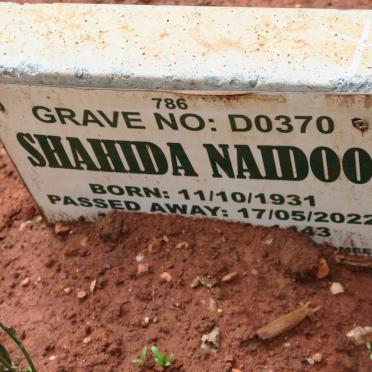 786
GRAVE NO: D0370
SHAHIDA NAIDOO
BORN: 11/10/1931
PASSED AWAY: 17/05/2022